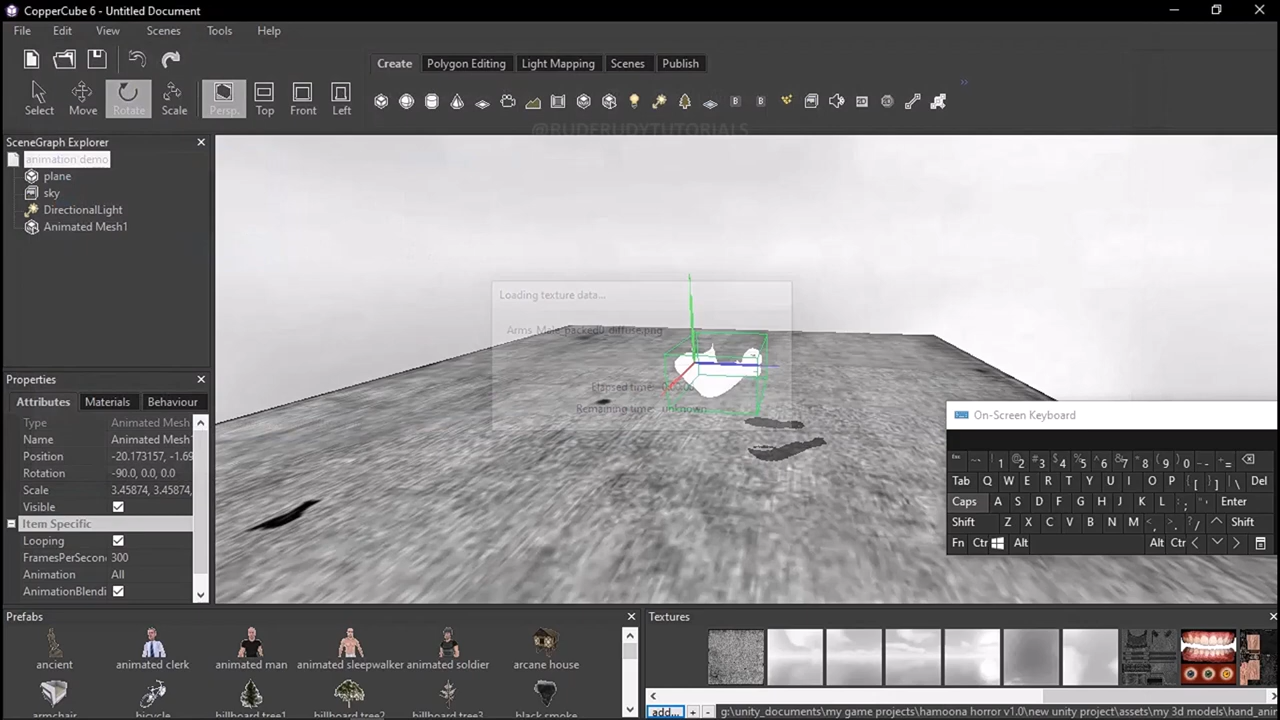 CopperCube 6 - Untitled Document
File Edit View Scenes Tools Help
Create Polygon Editing Light Mapping Scenes Publish
Select Move Rotate Scale Persp. Top Front Left
@RUDERUDYTUTORIALS
SceneGraph Explorer
animation demo
plane
sky
DirectionalLight
Animated Mesh1
Loading texture data...
Arms_Male_backedu_diffuse.png
Elapsed time: 0:00:00
Remaining time: unknown
Properties
Attributes Materials Behaviour
Type Animated Mesh
Name Animated Mesh
Position -20.173157, -1.69
Rotation -90.0, 0.0, 0.0
Scale 3.45874, 3.45874,
Visible
Item Specific
Looping
FramesPerSecon 300
Animation All
AnimationBlendi
On-Screen Keyboard
Esc ~` !1 @2 #3 $4 %5 ^6 &7 *8 (9 )0 _- +=
Tab Q W E R T Y U I O P {[ }] |\ Del
Caps A S D F G H J K L :; "' Enter
Shift Z X C V B N M <, >. ?/ Shift
Fn Ctr Alt Alt Ctr
Prefabs
ancient animated clerk animated man animated sleepwalker animated soldier arcane house
armchair bicycle billboard tree1 billboard tree2 billboard tree3 black smoke
Textures
add... + - g:\unity_documents\my game projects\hamoona horror v1.0\new unity project\assets\my 3d models\hand_ani